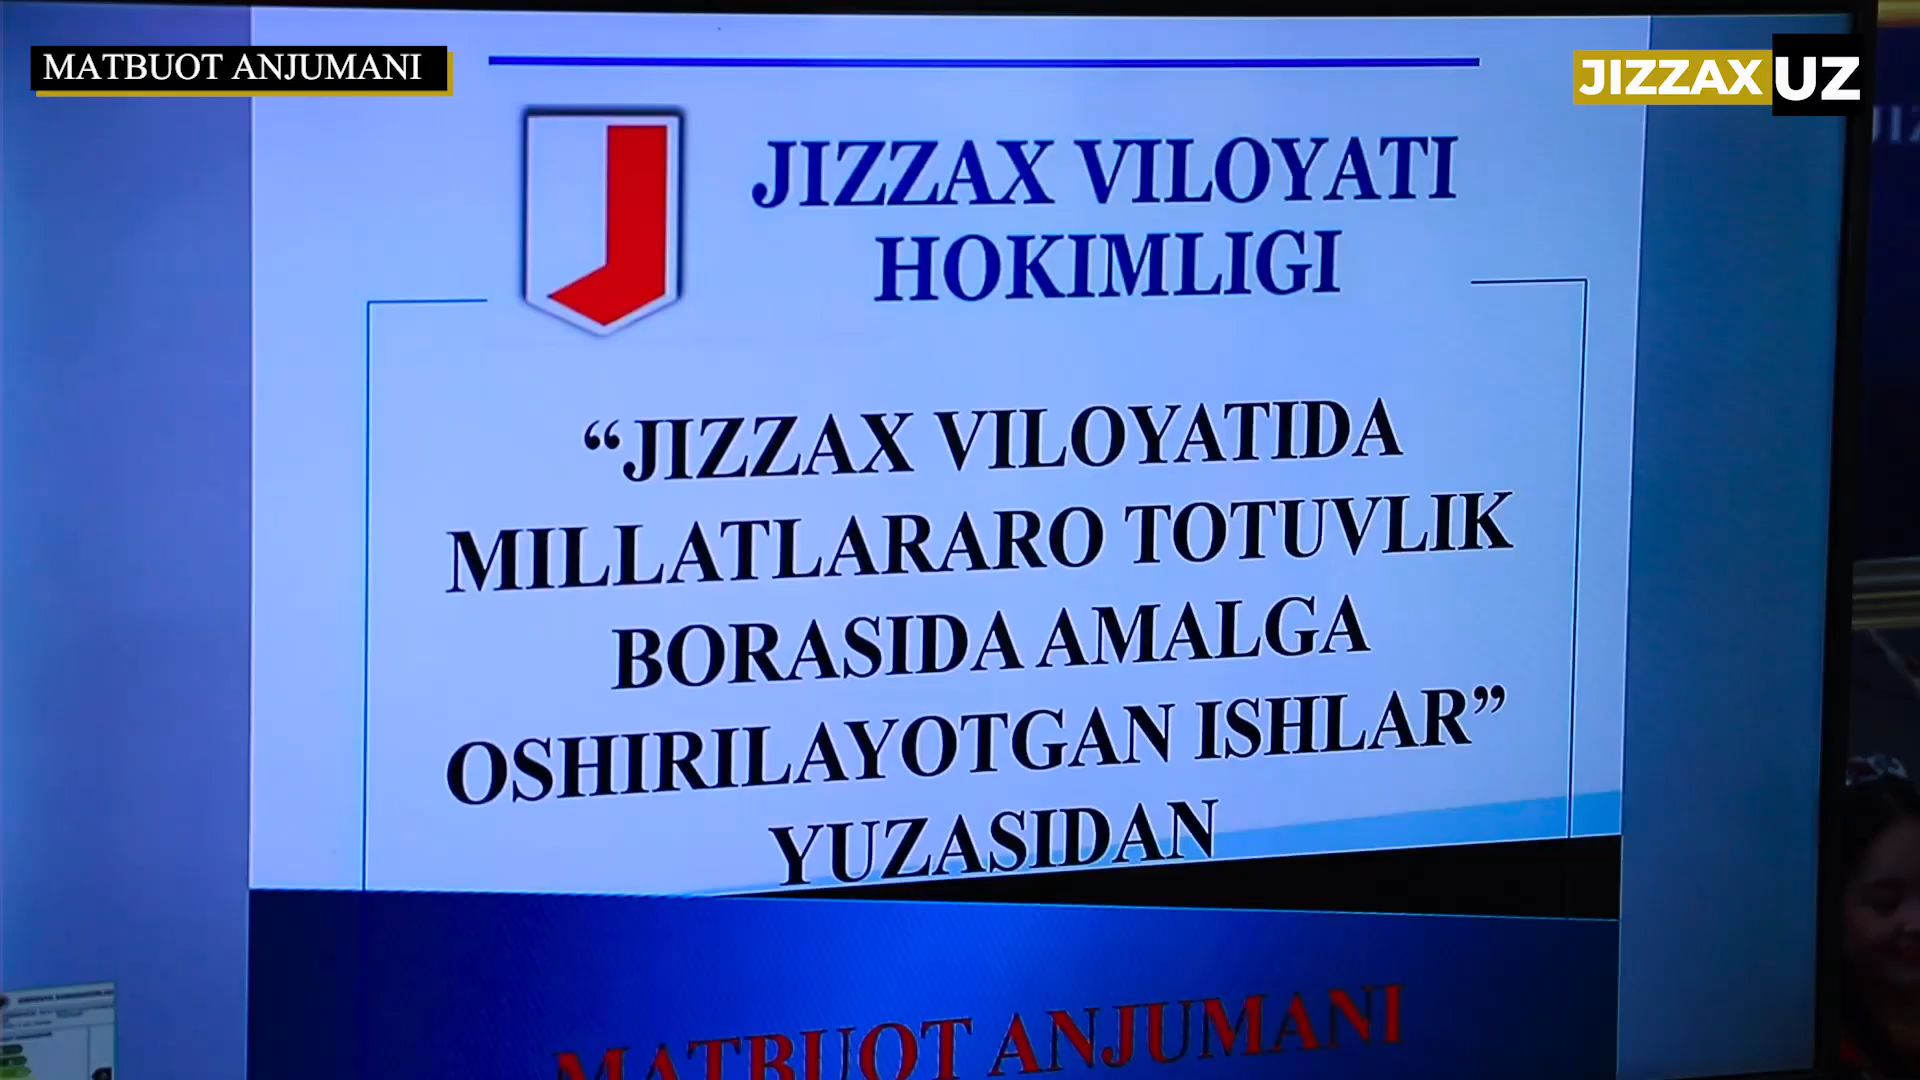 MATBUOT ANJUMANI
JIZZAX UZ
JIZZAX VILOYATI
HOKIMLIGI
“JIZZAX VILOYATIDA
MILLATLARARO TOTUVLIK
BORASIDA AMALGA
OSHIRILAYOTGAN ISHLAR”
YUZASIDAN
MATBUOT ANJUMANI